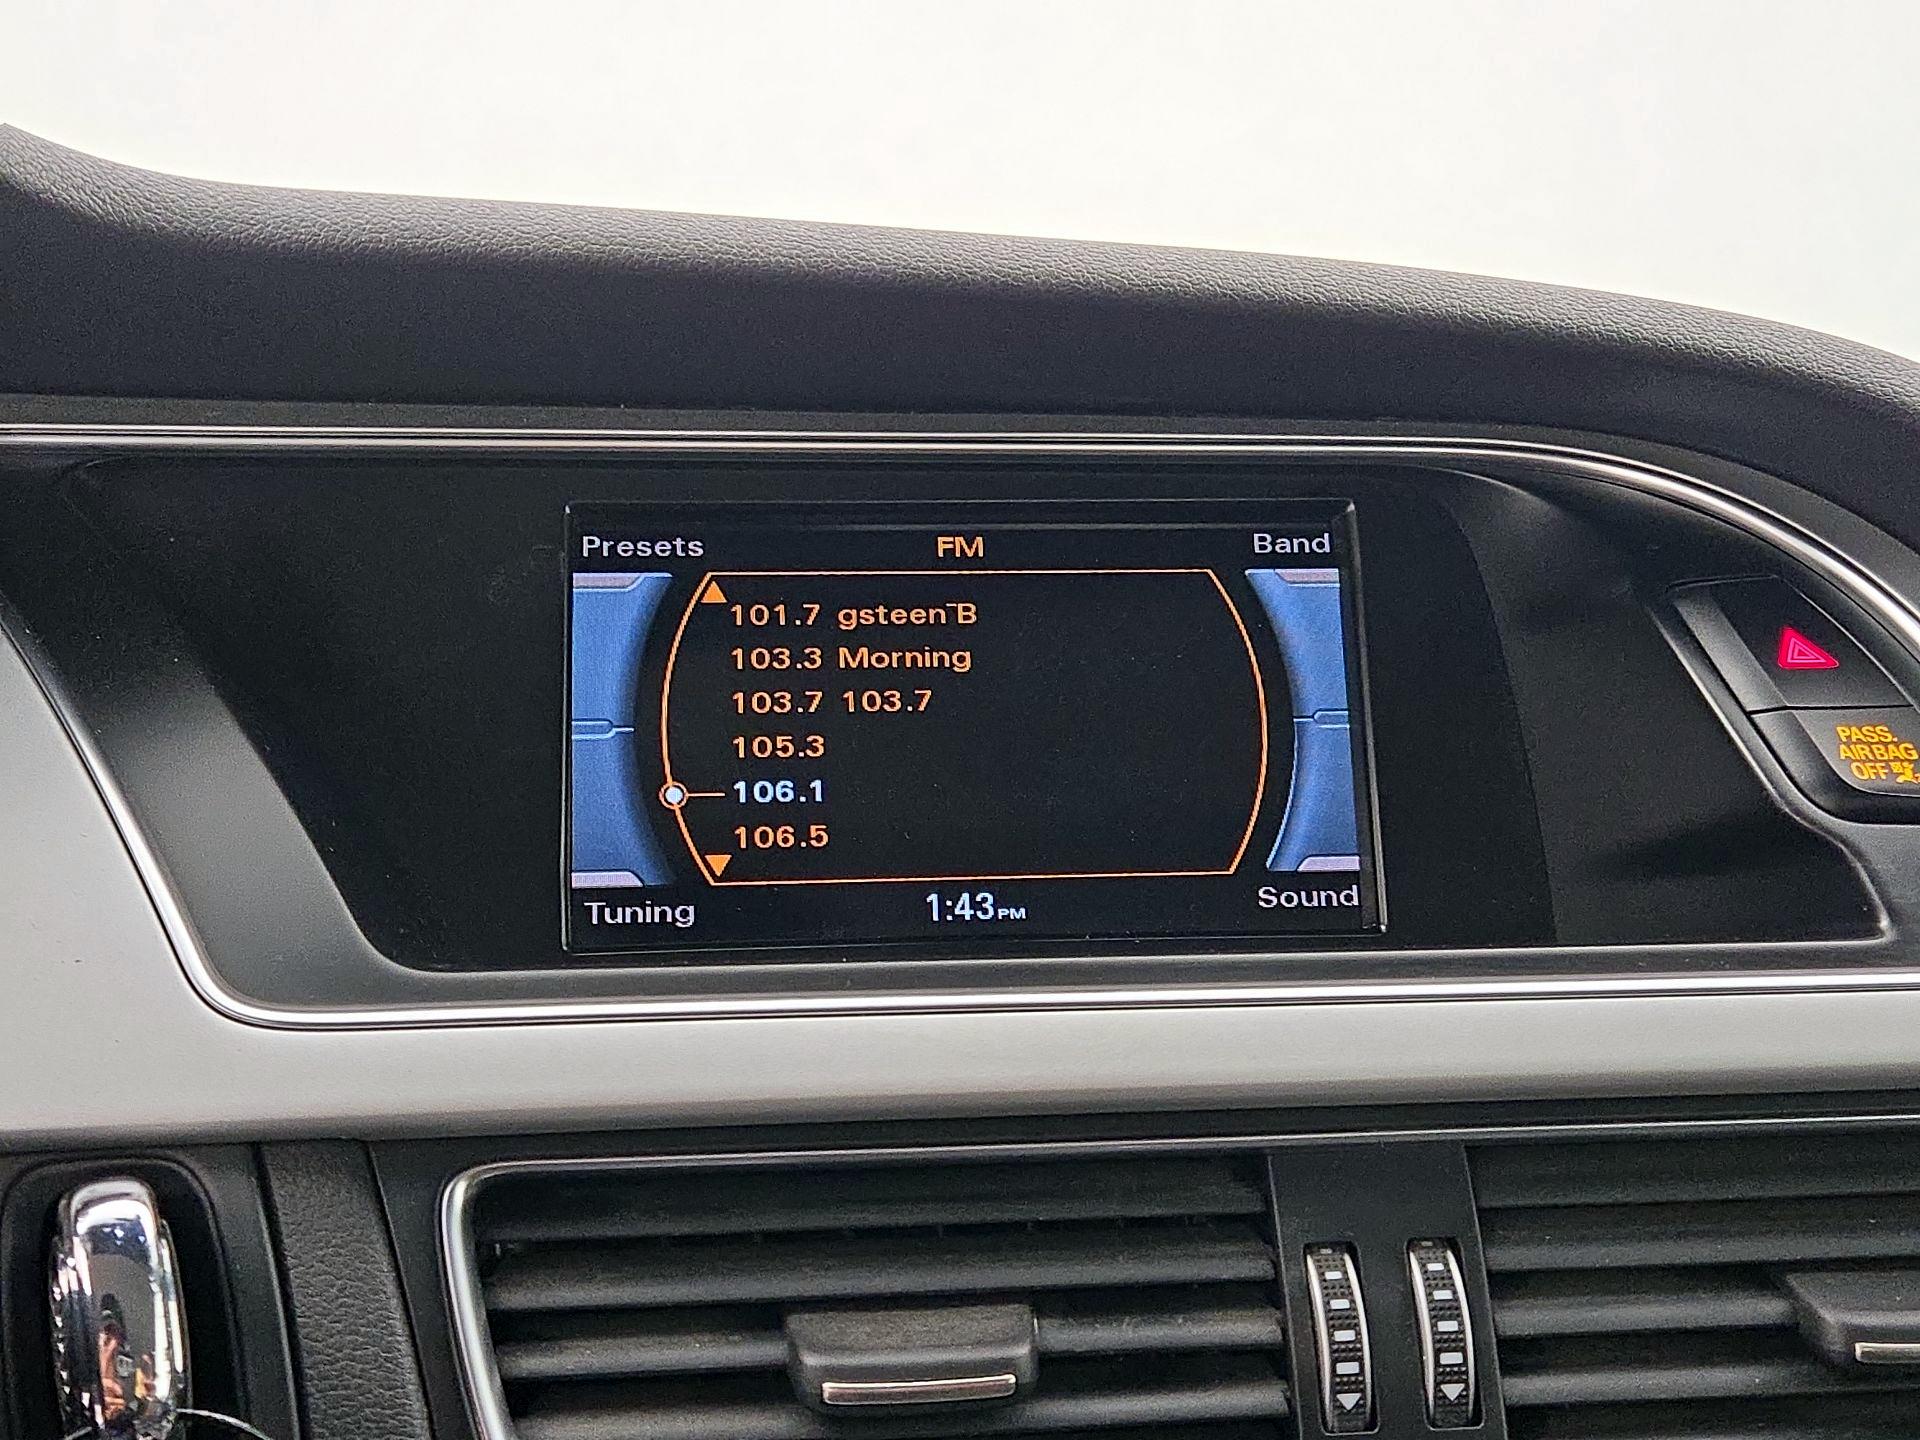 Presets FM Band
101.7 gsteen¯B
103.3 Morning
103.7 103.7
105.3
106.1
106.5
Tuning 1:43PM Sound
PASS.
AIRBAG
OFF